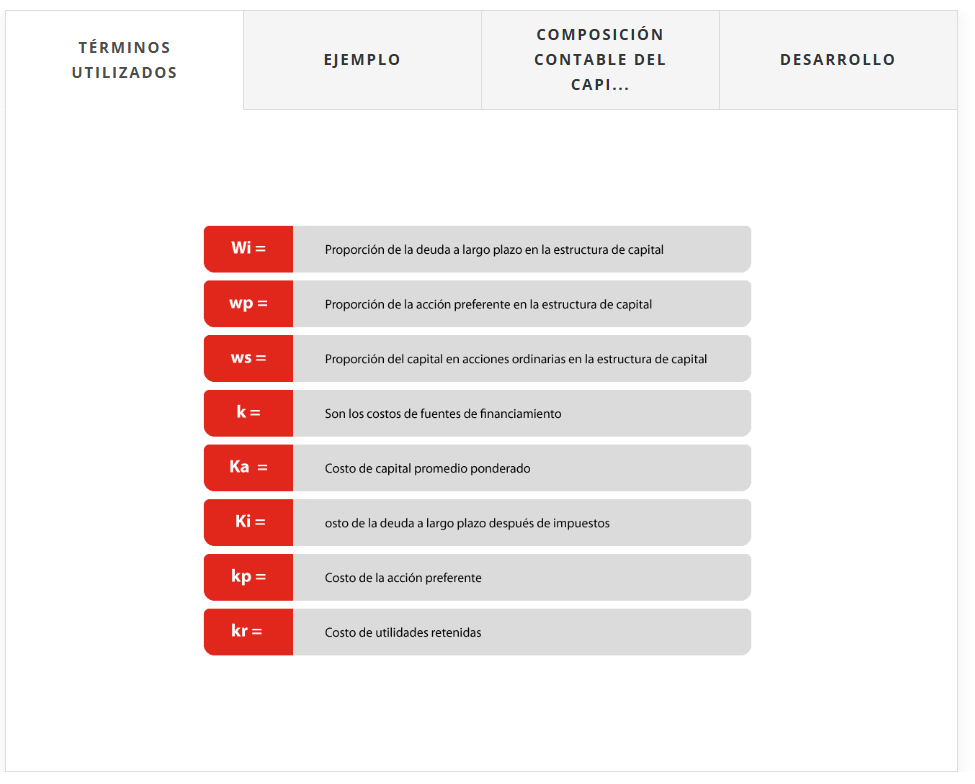 TÉRMINOS
UTILIZADOS
EJEMPLO
COMPOSICIÓN
CONTABLE DEL
CAPI...
DESARROLLO
Wi = Proporción de la deuda a largo plazo en la estructura de capital
wp = Proporción de la acción preferente en la estructura de capital
ws = Proporción del capital en acciones ordinarias en la estructura de capital
k = Son los costos de fuentes de financiamiento
Ka = Costo de capital promedio ponderado
Ki = osto de la deuda a largo plazo después de impuestos
kp = Costo de la acción preferente
kr = Costo de utilidades retenidas